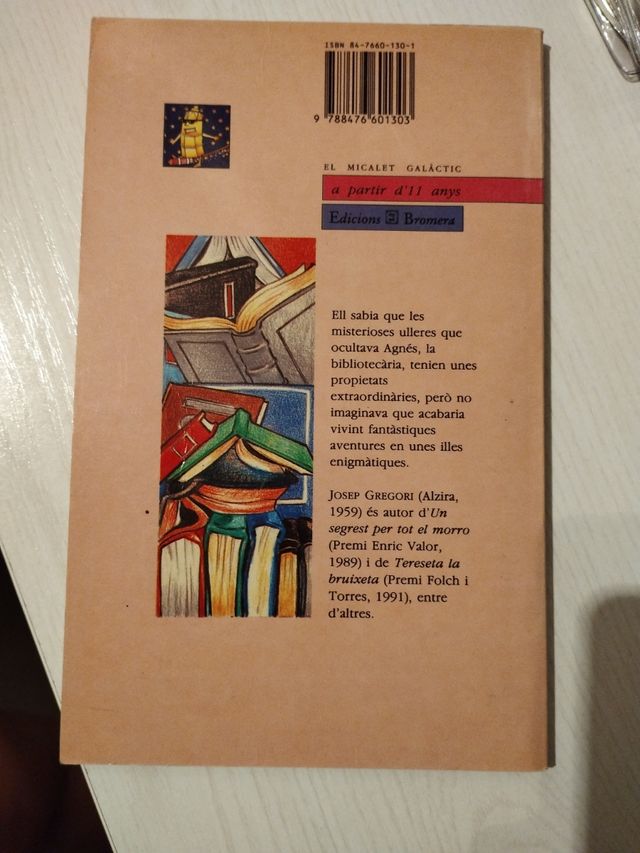 ISBN 84-7660-130-1
9 788476 601303
EL MICALET GALÀCTIC
a partir d'11 anys
Edicions Bromera
Ell sabia que les
misterioses ulleres que
ocultava Agnés, la
bibliotecària, tenien unes
propietats
extraordinàries, però no
imaginava que acabaria
vivint fantàstiques
aventures en unes illes
enigmàtiques.
JOSEP GREGORI (Alzira,
1959) és autor d'Un
segrest per tot el morro
(Premi Enric Valor,
1989) i de Tereseta la
bruixeta (Premi Folch i
Torres, 1991), entre
d'altres.